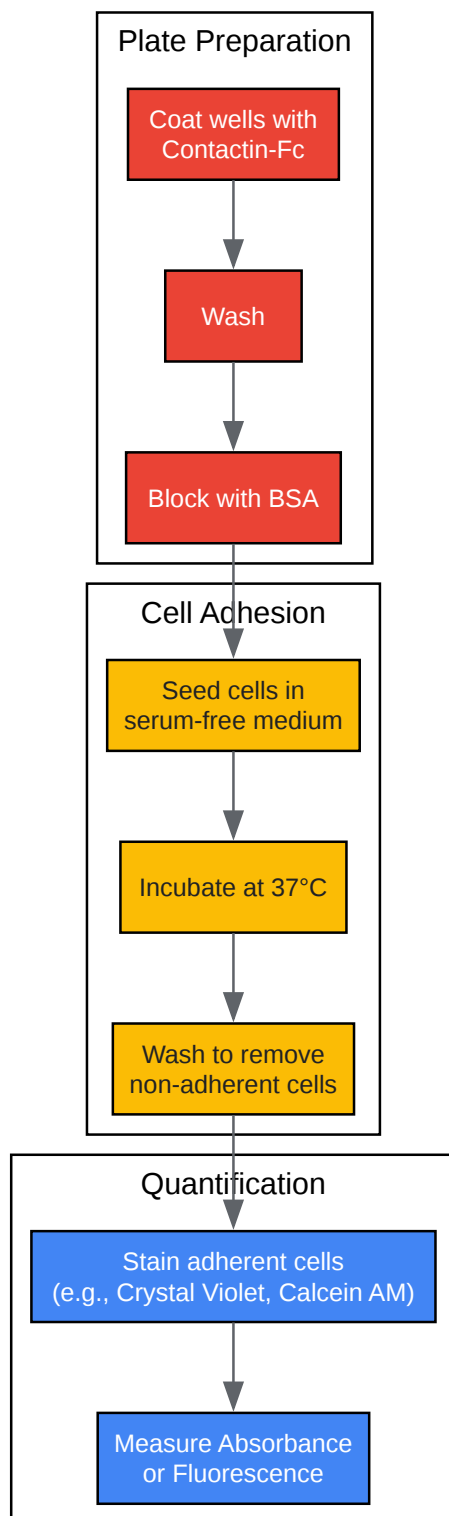 Plate Preparation
Coat wells with
Contactin-Fc
Wash
Block with BSA
Cell Adhesion
Seed cells in
serum-free medium
Incubate at 37°C
Wash to remove
non-adherent cells
Quantification
Stain adherent cells
(e.g., Crystal Violet, Calcein AM)
Measure Absorbance
or Fluorescence